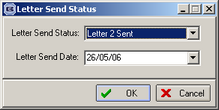 Letter Send Status
Letter Send Status: Letter 2 Sent
Letter Send Date: 26/05/06
OK Cancel